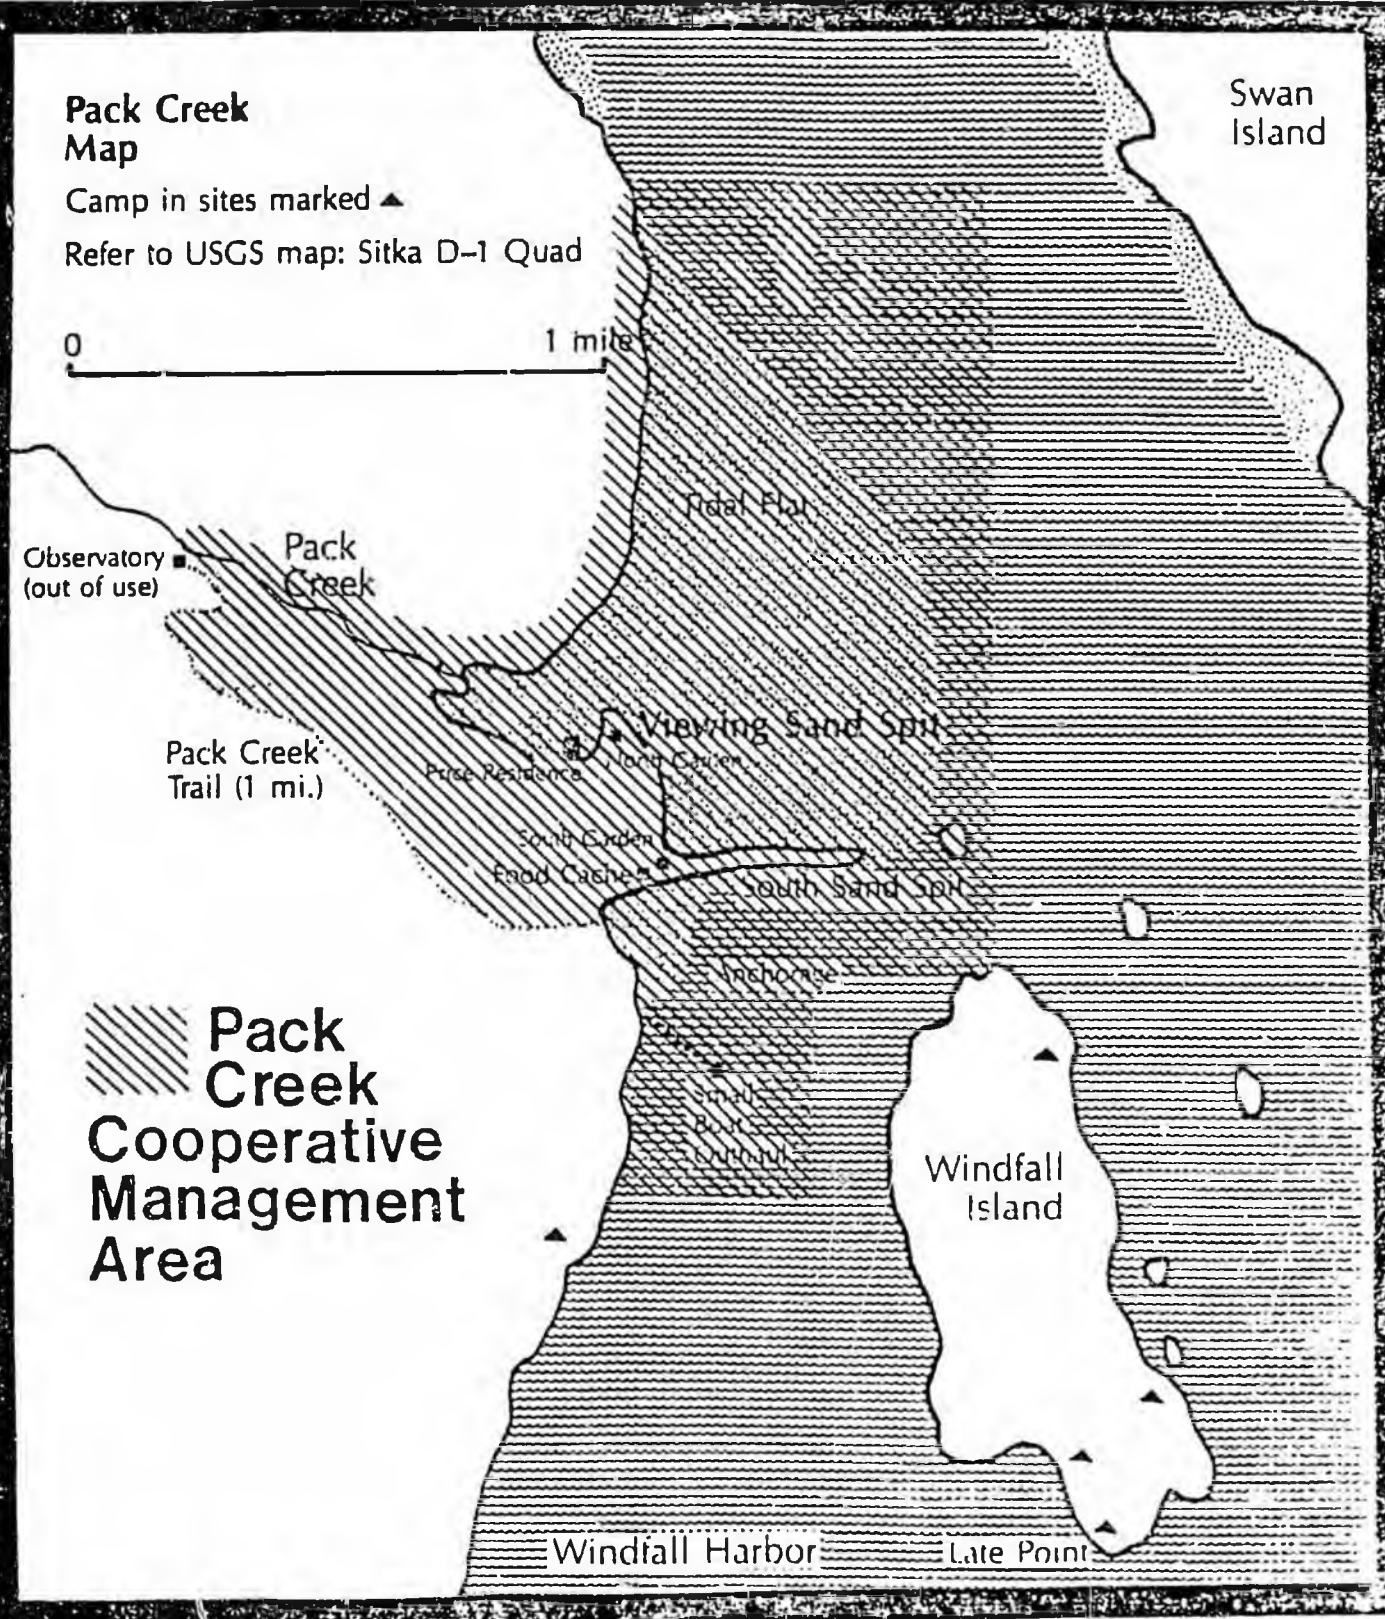 Pack Creek
Map
Camp in sites marked ▲
Refer to USGS map: Sitka D–1 Quad
0
1 mile
Swan
Island
Tidal Flat
Observatory
(out of use)
Pack
Creek
Viewing Sand Spit
North Garden
Price Residence
Pack Creek
Trail (1 mi.)
South Garden
Food Cache
South Sand Spit
Anchorage
Small
Boat
Outhaul
Pack
Creek
Cooperative
Management
Area
Windfall
Island
Windfall Harbor
Late Point